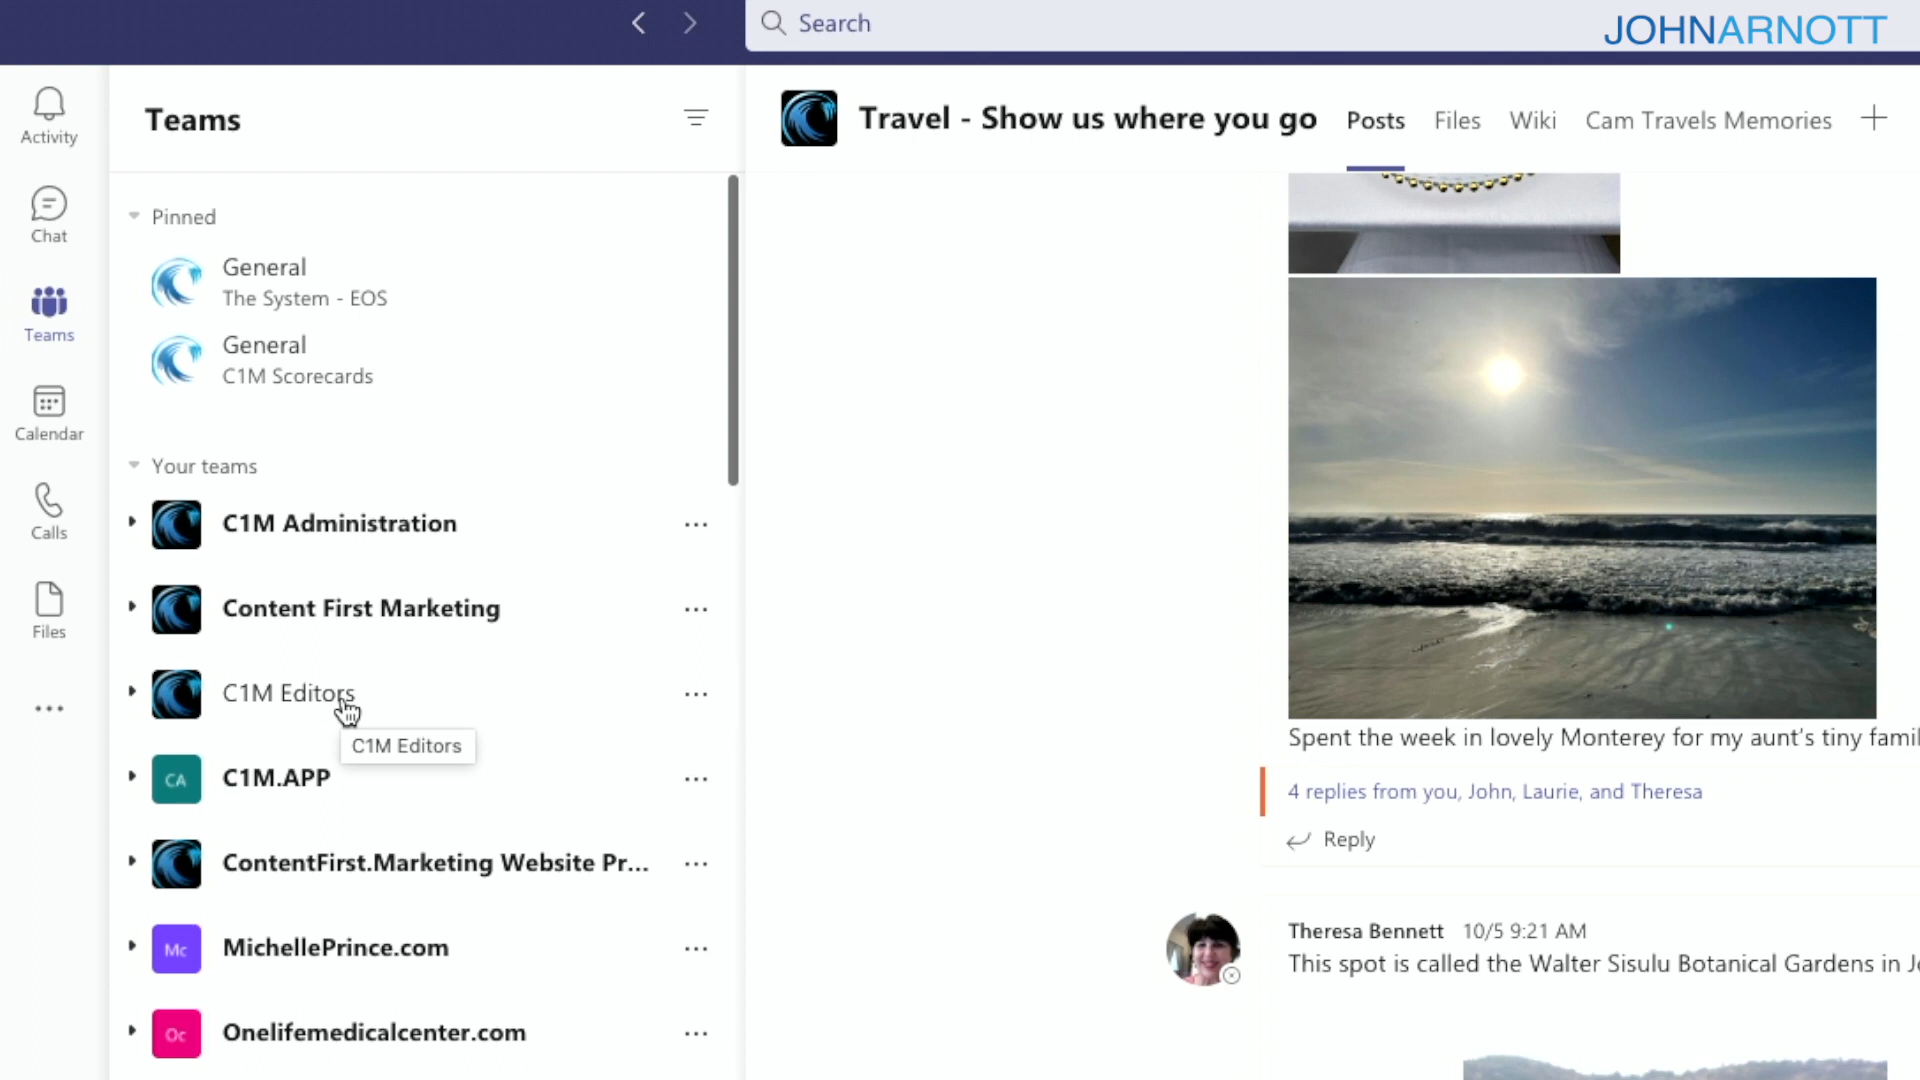 Search
JOHNARNOTT
Activity
Chat
Teams
Calendar
Calls
Files
Teams
Pinned
General
The System - EOS
General
C1M Scorecards
Your teams
C1M Administration
Content First Marketing
C1M Editors
C1M Editors
CA
C1M.APP
ContentFirst.Marketing Website Pr...
Mc
MichellePrince.com
Oc
Onelifemedicalcenter.com
Travel - Show us where you go
Posts
Files
Wiki
Cam Travels Memories
Spent the week in lovely Monterey for my aunt's tiny famil
4 replies from you, John, Laurie, and Theresa
Reply
Theresa Bennett 10/5 9:21 AM
This spot is called the Walter Sisulu Botanical Gardens in J